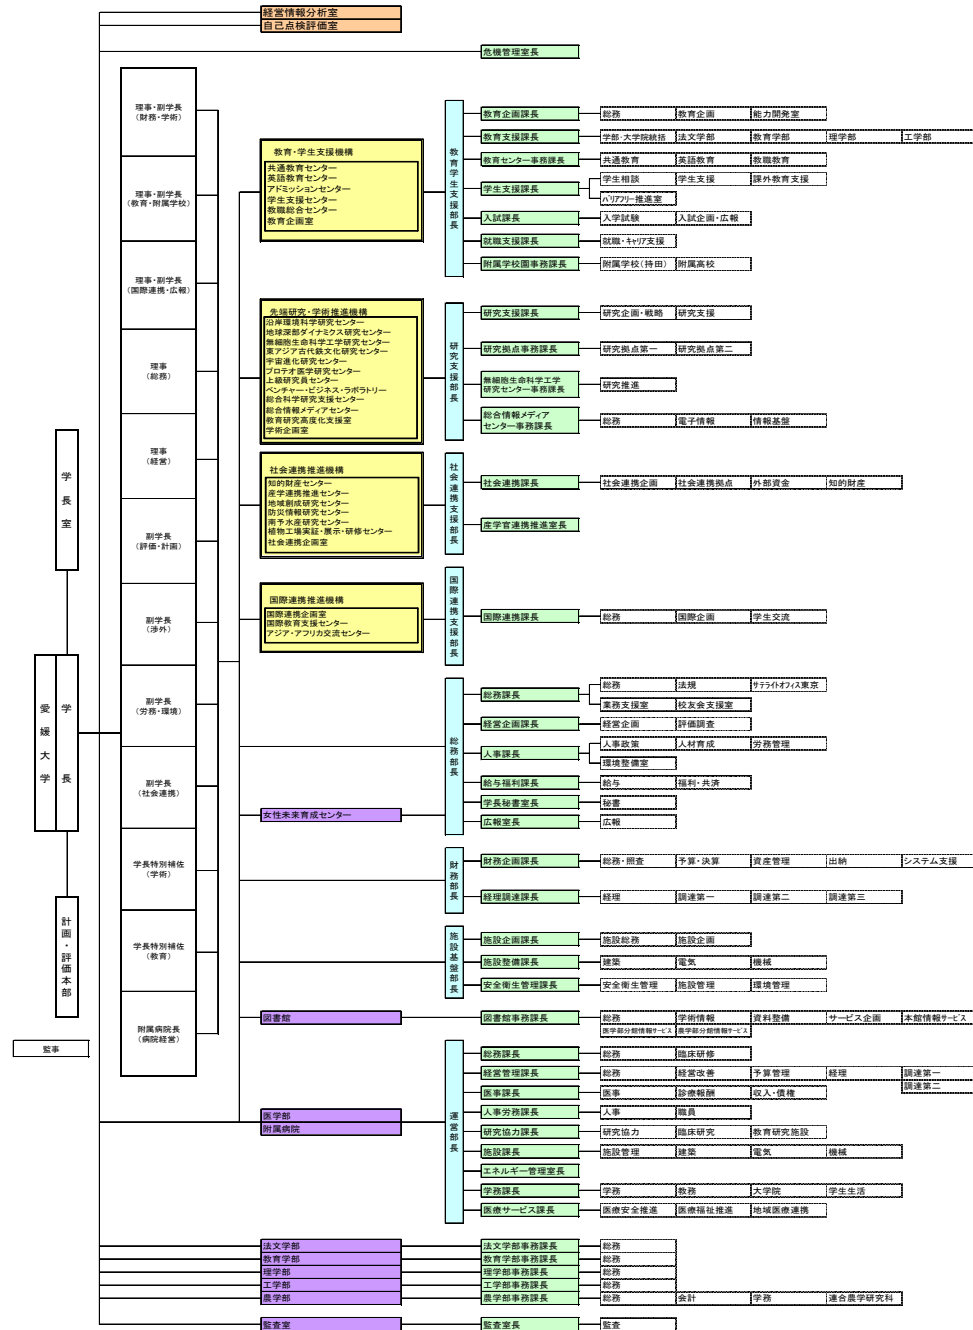 経営情報分析室
自己点検評価室
危機管理室長
愛媛大学
学長
学長室
計画・評価本部
監事
理事・副学長
(財務・学術)
理事・副学長
(教育・附属学校)
理事・副学長
(国際連携・広報)
理事
(総務)
理事
(経営)
副学長
(評価・計画)
副学長
(渉外)
副学長
(労務・環境)
副学長
(社会連携)
学長特別補佐
(学術)
学長特別補佐
(教育)
附属病院長
(病院経営)
教育・学生支援機構
共通教育センター
英語教育センター
アドミッションセンター
学生支援センター
教職総合センター
教育企画室
教育学生支援部長
教育企画課長 総務 教育企画 能力開発室
教育支援課長 学部・大学院統括 法文学部 教育学部 理学部 工学部
教育センター事務課長 共通教育 英語教育 教職教育
学生支援課長 学生相談 学生支援 課外教育支援
バリアフリー推進室
入試課長 入学試験 入試企画・広報
就職支援課長 就職・キャリア支援
附属学校園事務課長 附属学校(持田) 附属高校
先端研究・学術推進機構
沿岸環境科学研究センター
地球深部ダイナミクス研究センター
無細胞生命科学工学研究センター
東アジア古代鉄文化研究センター
宇宙進化研究センター
プロテオ医学研究センター
上級研究員センター
ベンチャー・ビジネス・ラボラトリー
総合科学研究支援センター
総合情報メディアセンター
教育研究高度化支援室
学術企画室
研究支援部長
研究支援課長 研究企画・戦略 研究支援
研究拠点事務課長 研究拠点第一 研究拠点第二
無細胞生命科学工学
研究センター事務課長 研究推進
総合情報メディア
センター事務課長 総務 電子情報 情報基盤
社会連携推進機構
知的財産センター
産学連携推進センター
地域創成研究センター
防災情報研究センター
南予水産研究センター
植物工場実証・展示・研修センター
社会連携企画室
社会連携支援部長
社会連携課長 社会連携企画 社会連携拠点 外部資金 知的財産
産学官連携推進室長
国際連携推進機構
国際連携企画室
国際教育支援センター
アジア・アフリカ交流センター
国際連携支援部長
国際連携課長 総務 国際企画 学生交流
女性未来育成センター
総務部長
総務課長 総務 法規 サテライトオフィス東京
業務支援室 校友会支援室
経営企画課長 経営企画 評価調査
人事課長 人事政策 人材育成 労務管理
環境整備室
給与福利課長 給与 福利・共済
学長秘書室長 秘書
広報室長 広報
財務部長
財務企画課長 総務・照査 予算・決算 資産管理 出納 システム支援
経理調達課長 経理 調達第一 調達第二 調達第三
施設基盤部長
施設企画課長 施設総務 施設企画
施設整備課長 建築 電気 機械
安全衛生管理課長 安全衛生管理 施設管理 環境管理
図書館 図書館事務課長 総務 学術情報 資料整備 サービス企画 本館情報サービス
医学部分館情報サービス 農学部分館情報サービス
医学部
附属病院
運営部長
総務課長 総務 臨床研修
経営管理課長 総務 経営改善 予算管理 経理 調達第一
調達第二
医事課長 医事 診療報酬 収入・債権
人事労務課長 人事 職員
研究協力課長 研究協力 臨床研究 教育研究施設
施設課長 施設管理 建築 電気 機械
エネルギー管理室長
学務課長 学務 教務 大学院 学生生活
医療サービス課長 医療安全推進 医療福祉推進 地域医療連携
法文学部 法文学部事務課長 総務
教育学部 教育学部事務課長 総務
理学部 理学部事務課長 総務
工学部 工学部事務課長 総務
農学部 農学部事務課長 総務 会計 学務 連合農学研究科
監査室 監査室長 監査